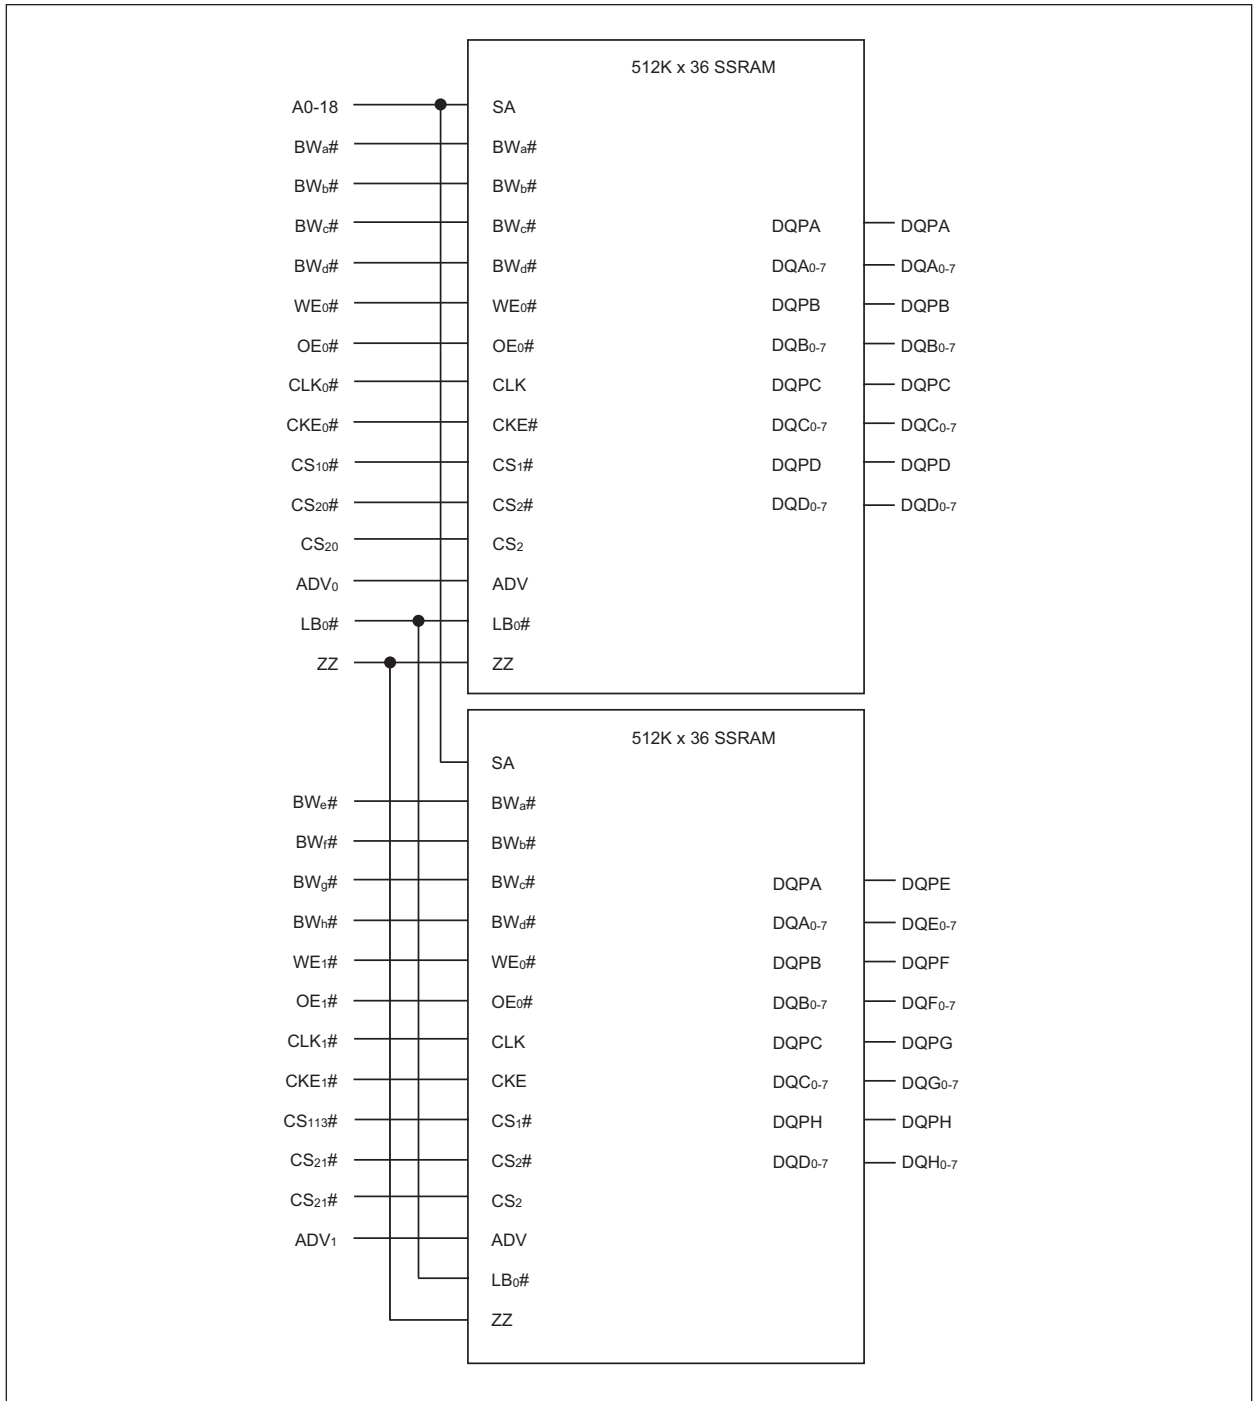 512K x 36 SSRAM
A0-18 SA
BWa# BWa#
BWb# BWb#
BWc# BWc# DQPA DQPA
BWd# BWd# DQA0-7 DQA0-7
WE0# WE0# DQPB DQPB
OE0# OE0# DQB0-7 DQB0-7
CLK0# CLK DQPC DQPC
CKE0# CKE# DQC0-7 DQC0-7
CS10# CS1# DQPD DQPD
CS20# CS2# DQD0-7 DQD0-7
CS20 CS2
ADV0 ADV
LB0# LB0#
ZZ ZZ
512K x 36 SSRAM
SA
BWe# BWa#
BWf# BWb#
BWg# BWc# DQPA DQPE
BWh# BWd# DQA0-7 DQE0-7
WE1# WE0# DQPB DQPF
OE1# OE0# DQB0-7 DQF0-7
CLK1# CLK DQPC DQPG
CKE1# CKE DQC0-7 DQG0-7
CS113# CS1# DQPH DQPH
CS21# CS2# DQD0-7 DQH0-7
CS21# CS2
ADV1 ADV
LB0#
ZZ